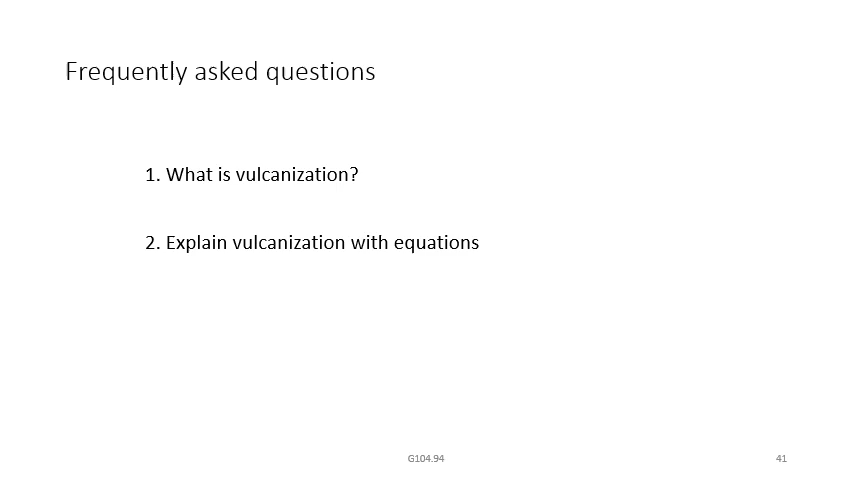 Frequently asked questions
1. What is vulcanization?
2. Explain vulcanization with equations
G104.94
41